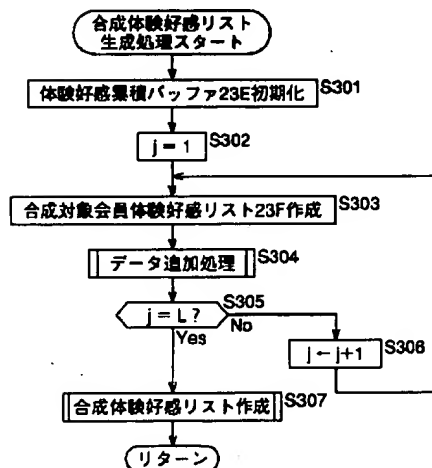 合成体験好感リスト
生成処理スタート
体験好感累積バッファ23E初期化
S301
j = 1
S302
合成対象会員体験好感リスト23F作成
S303
データ追加処理
S304
j = L ?
S305
No
Yes
j ← j+1
S306
合成体験好感リスト作成
S307
リターン